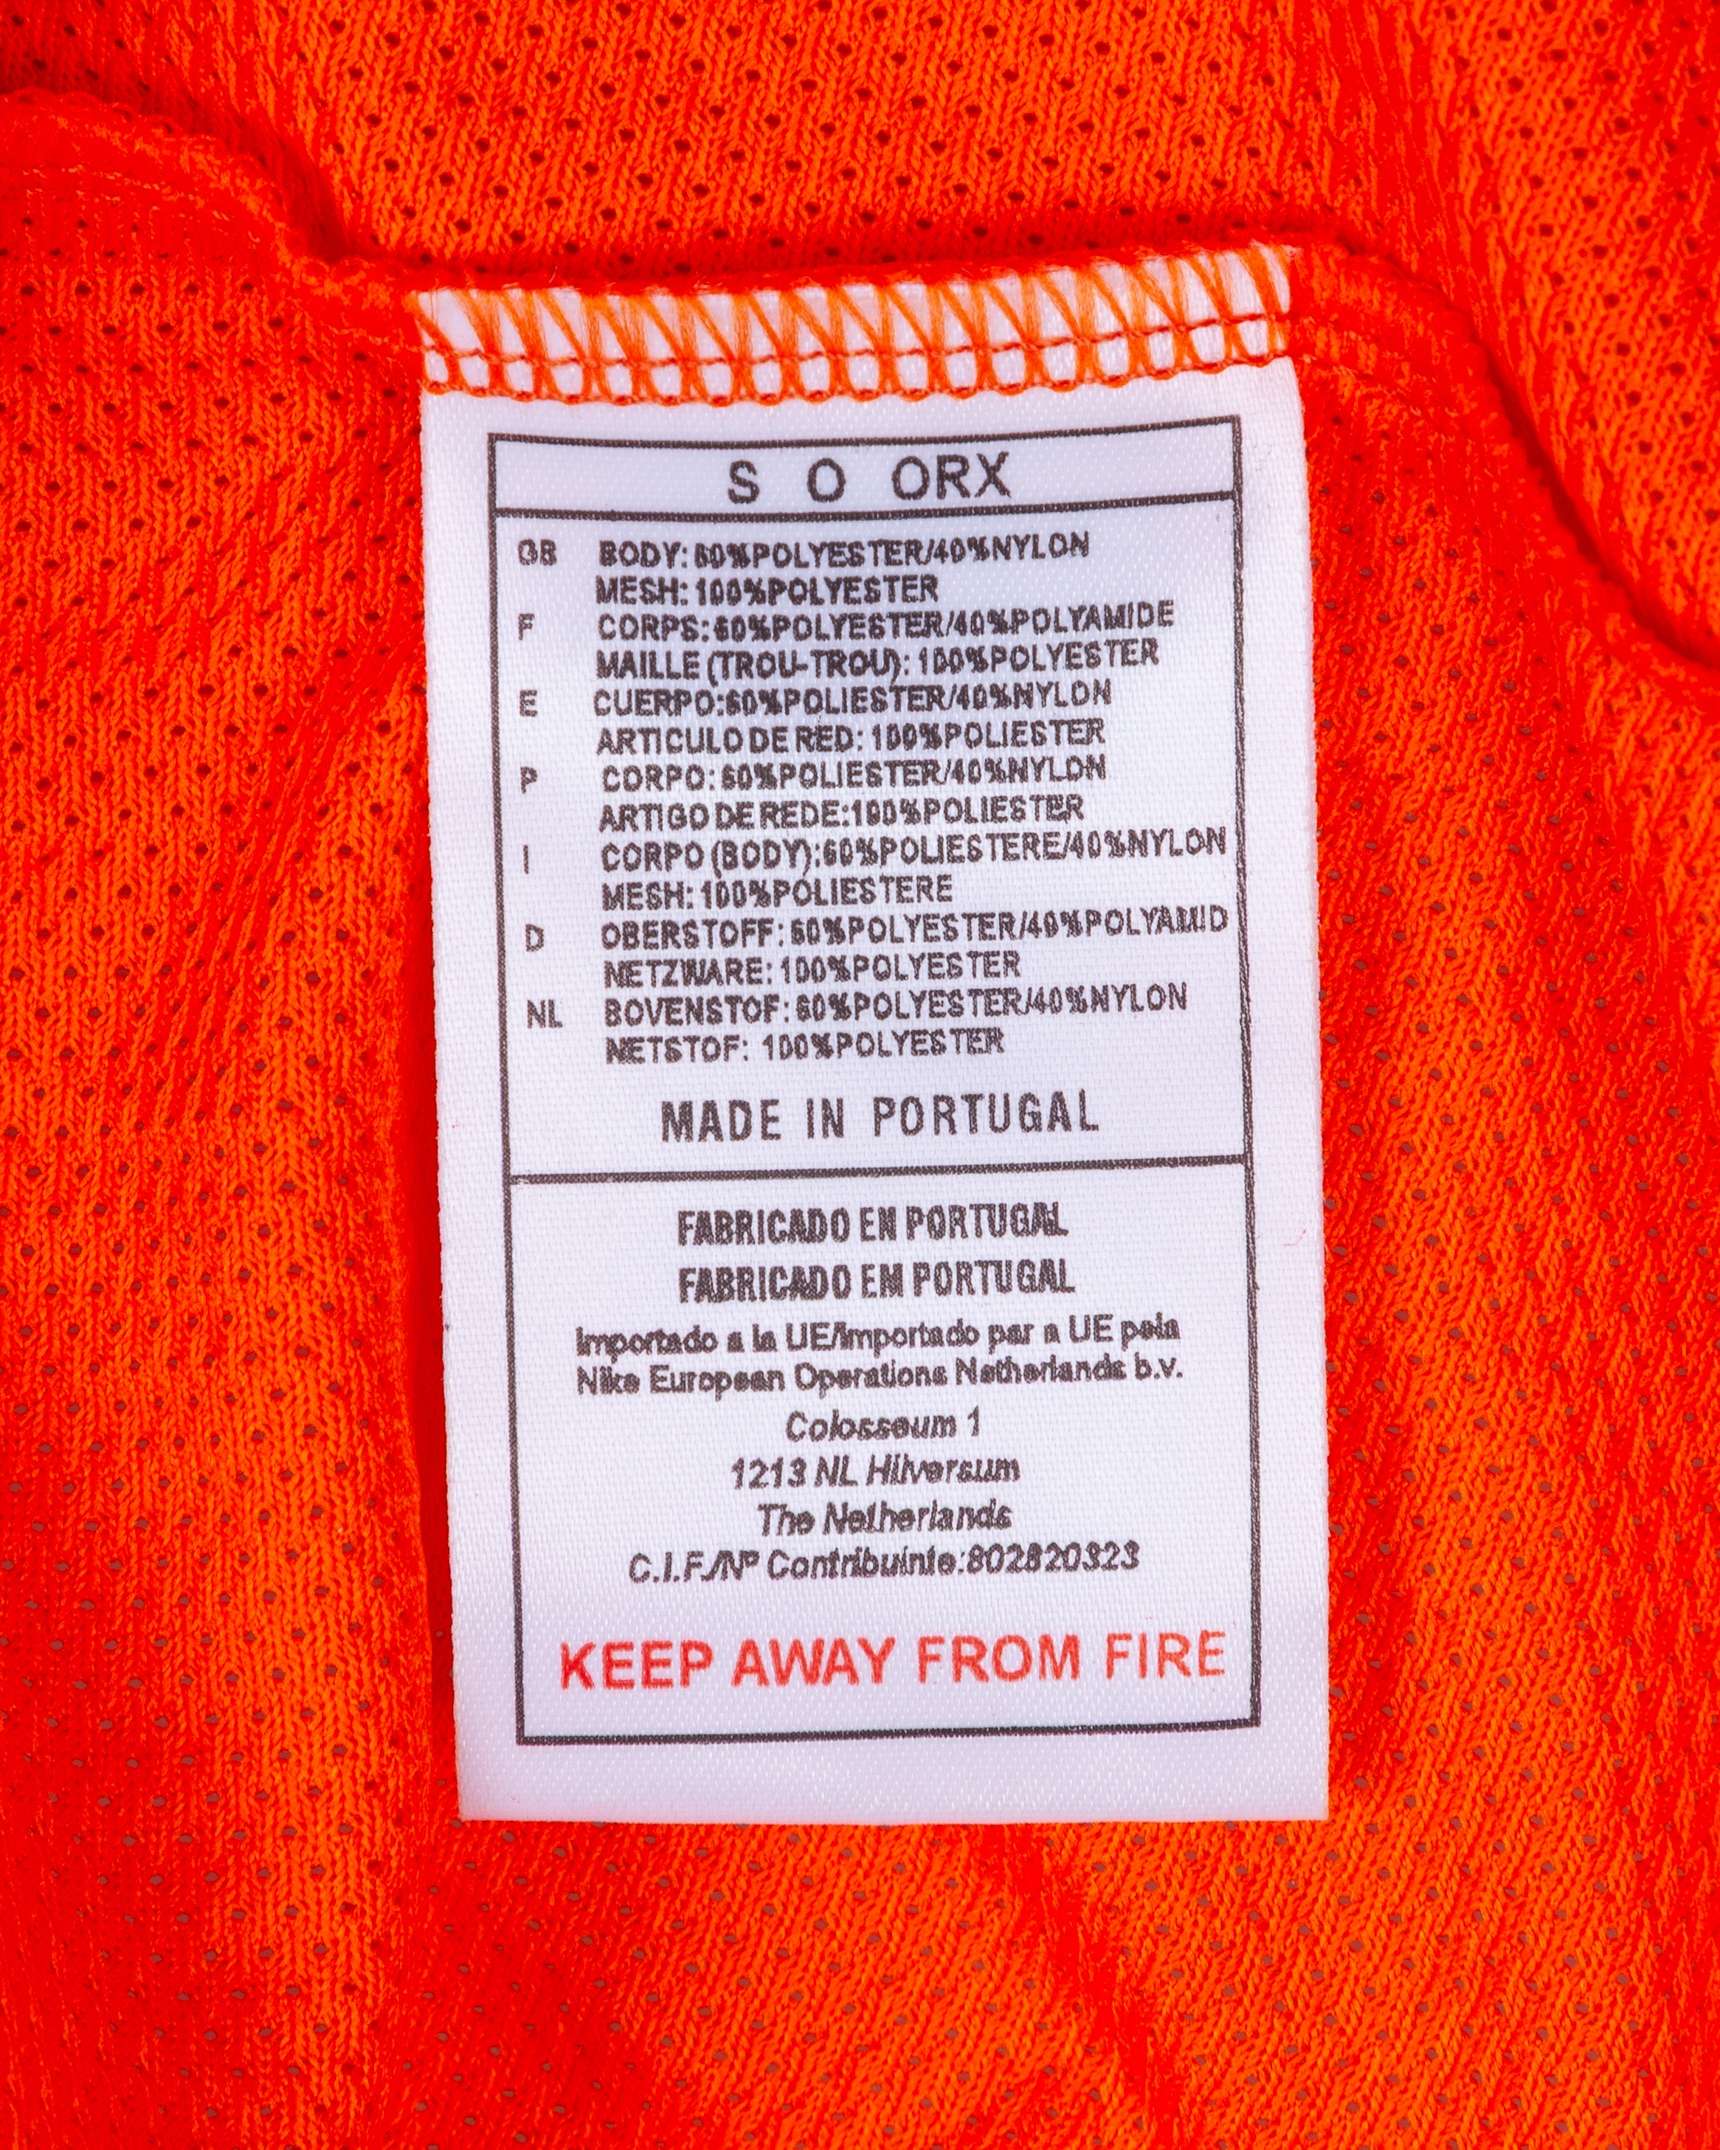 S O ORX
GB BODY: 60%POLYESTER/40%NYLON
MESH: 100%POLYESTER
F CORPS: 60%POLYESTER/40%POLYAMIDE
MAILLE (TROU-TROU): 100%POLYESTER
E CUERPO:60%POLIESTER/40%NYLON
ARTICULO DE RED: 100%POLIESTER
P CORPO: 60%POLIESTER/40%NYLON
ARTIGO DE REDE:100%POLIESTER
I CORPO (BODY):60%POLIESTERE/40%NYLON
MESH: 100%POLIESTERE
D OBERSTOFF: 60%POLYESTER/40%POLYAMID
NETZWARE: 100%POLYESTER
NL BOVENSTOF: 60%POLYESTER/40%NYLON
NETSTOF: 100%POLYESTER
MADE IN PORTUGAL
FABRICADO EN PORTUGAL
FABRICADO EM PORTUGAL
Importado a la UE/Importado par a UE pela
Nike European Operations Netherlands b.v.
Colosseum 1
1213 NL Hilversum
The Netherlands
C.I.F./Nº Contribuinte:802820323
KEEP AWAY FROM FIRE